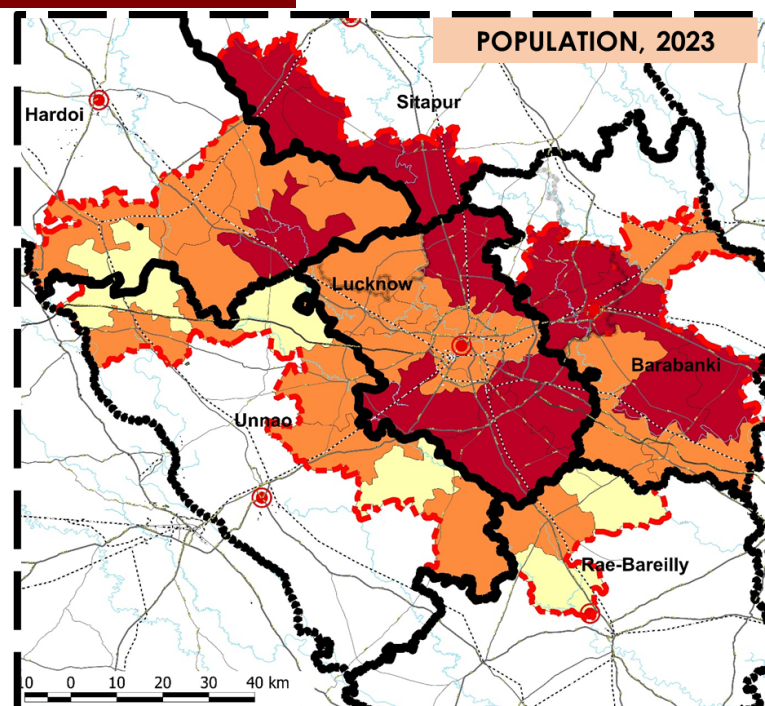 POPULATION, 2023
Sitapur
Hardoi
Lucknow
Barabanki
Unnao
Rae-Bareilly
10 0 10 20 30 40 km